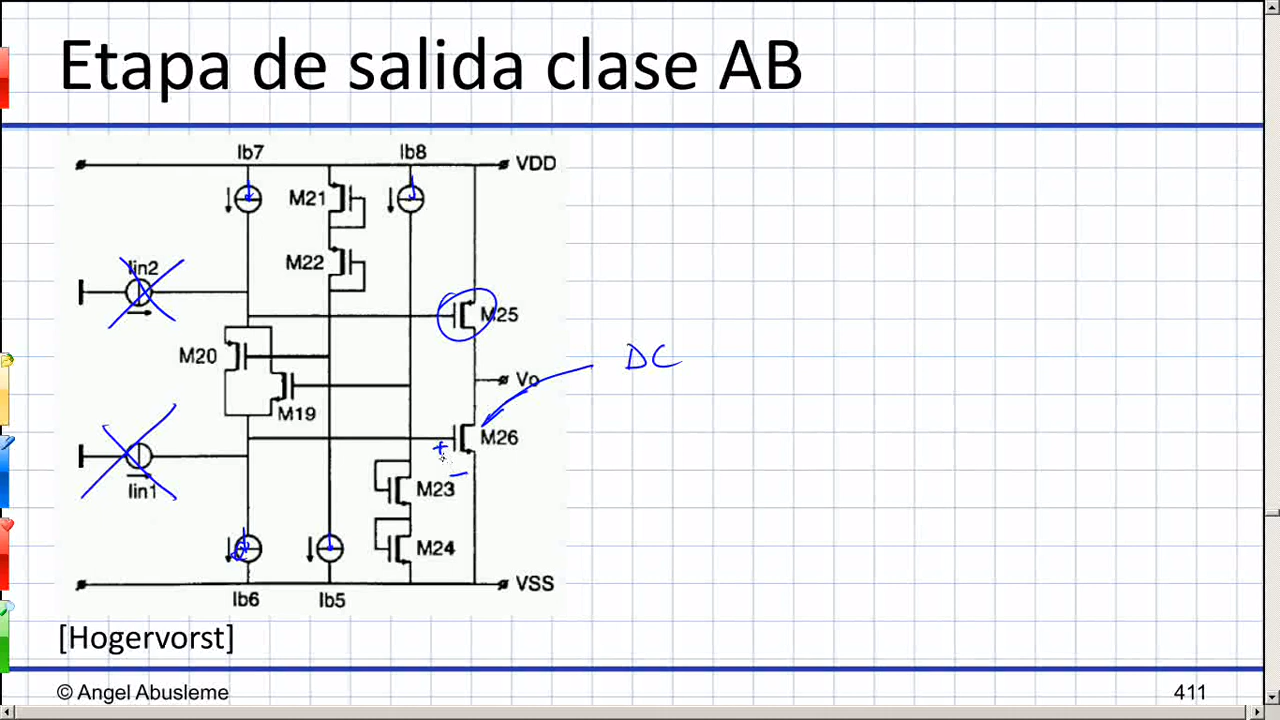 Etapa de salida clase AB
Ib7
Ib8
VDD
M21
Iin2
M22
M25
M20
DC
Vo
M19
M26
+
−
Iin1
M23
M24
VSS
Ib6
Ib5
[Hogervorst]
© Angel Abusleme
411